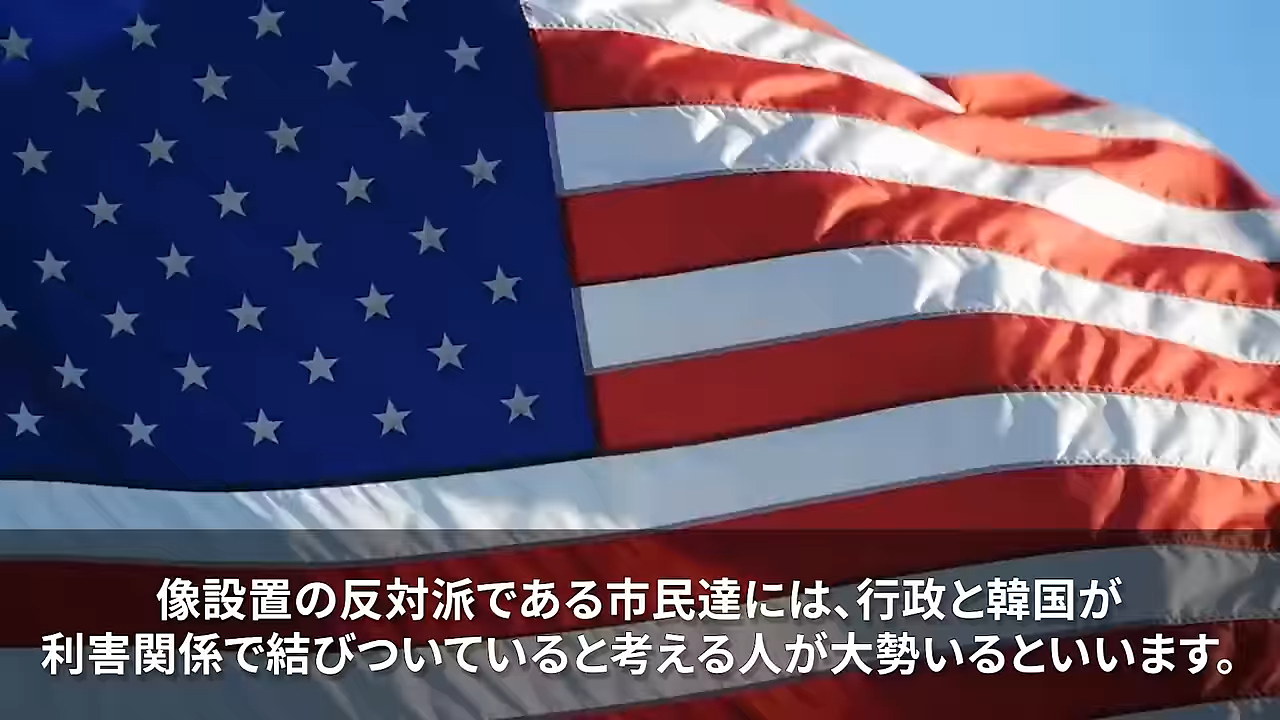 像設置の反対派である市民達には、行政と韓国が
利害関係で結びついていると考える人が大勢いるといいます。